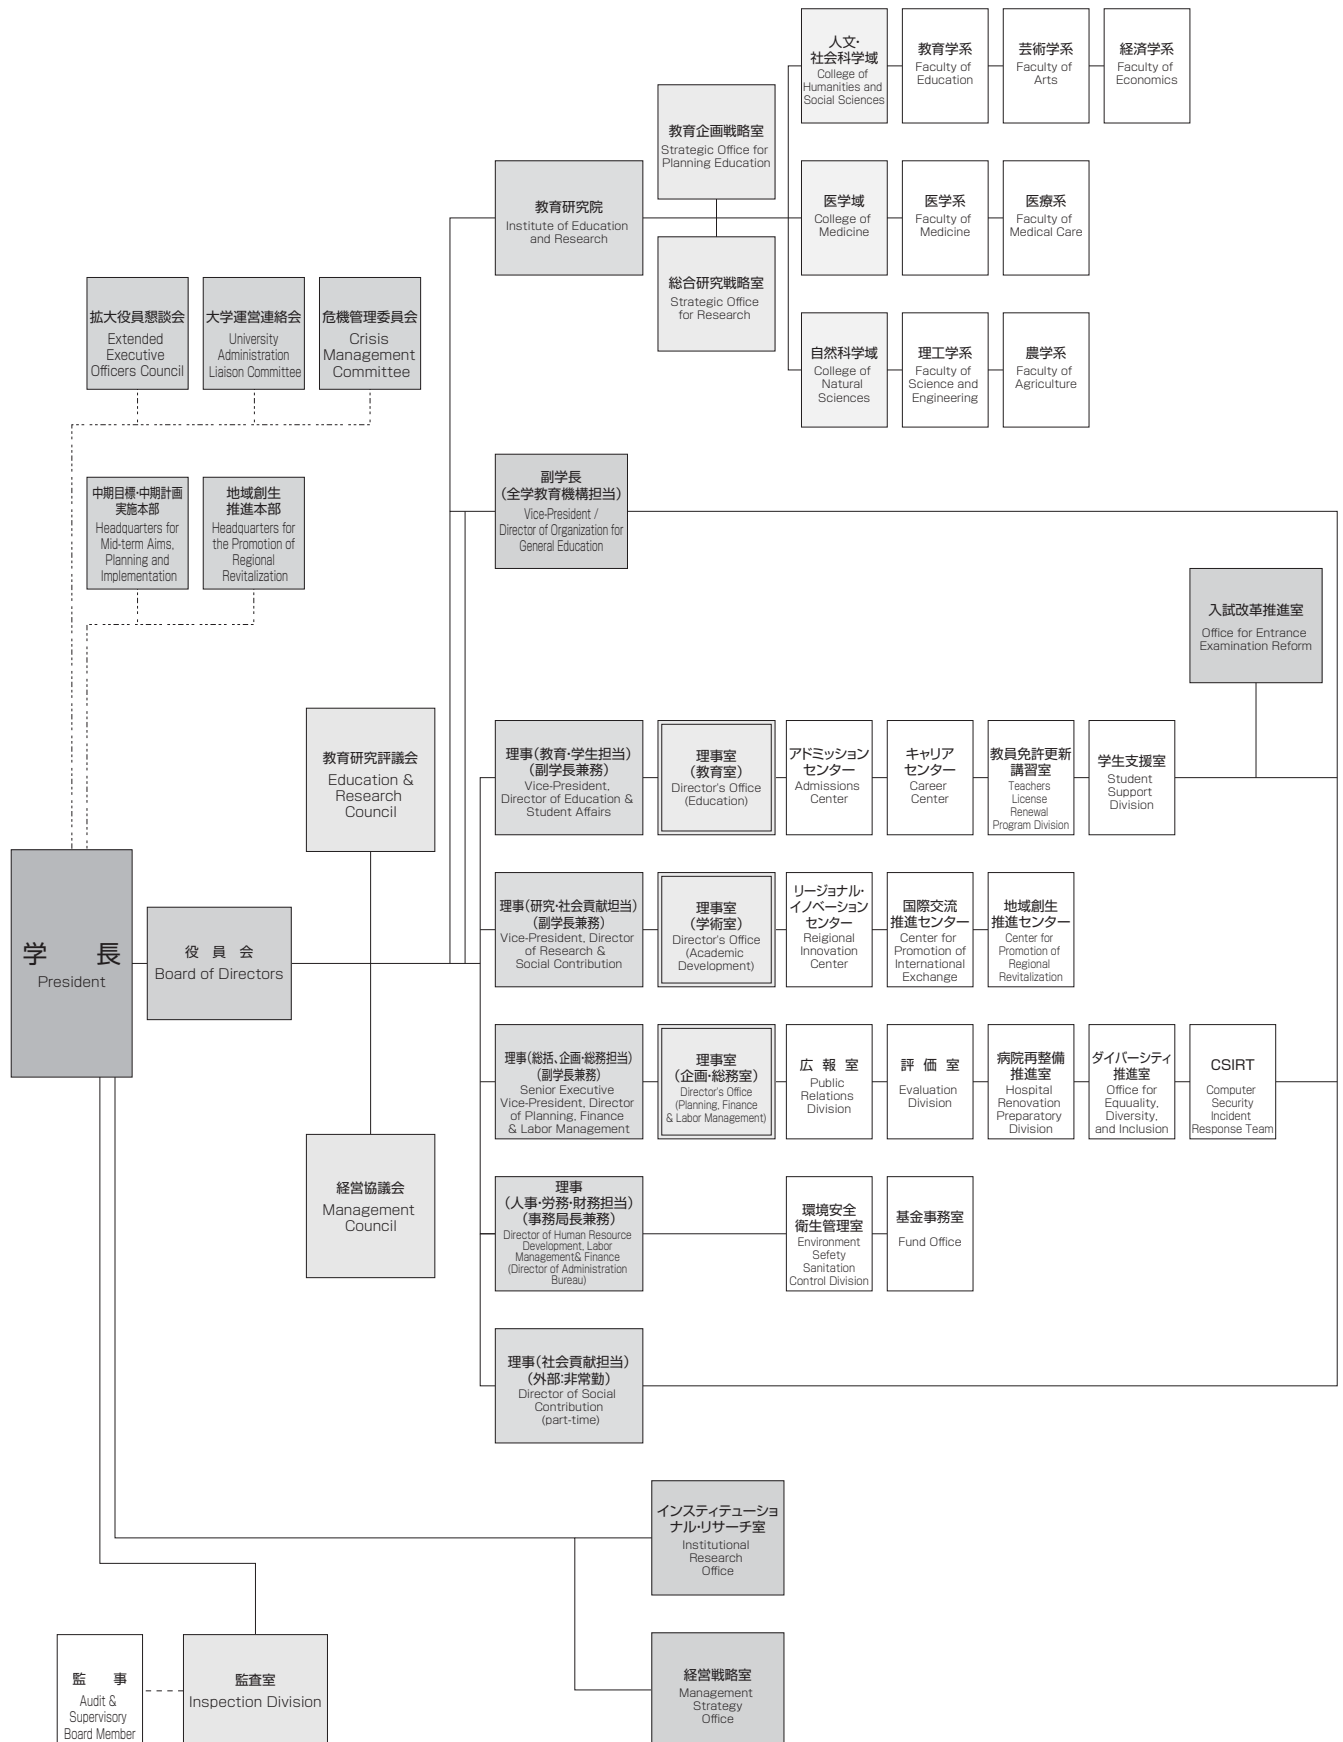 人文・
社会科学域
College of
Humanities and
Social Sciences
教育学系
Faculty of
Education
芸術学系
Faculty of
Arts
経済学系
Faculty of
Economics
教育企画戦略室
Strategic Office for
Planning Education
教育研究院
Institute of Education
and Research
医学域
College of
Medicine
医学系
Faculty of
Medicine
医療系
Faculty of
Medical Care
総合研究戦略室
Strategic Office
for Research
自然科学域
College of
Natural
Sciences
理工学系
Faculty of
Science and
Engineering
農学系
Faculty of
Agriculture
拡大役員懇談会
Extended
Executive
Officers Council
大学運営連絡会
University
Administration
Liaison Committee
危機管理委員会
Crisis
Management
Committee
中期目標・中期計画
実施本部
Headquarters for
Mid-term Aims,
Planning and
Implementation
地域創生
推進本部
Headquarters for
the Promotion of
Regional
Revitalization
副学長
(全学教育機構担当)
Vice-President /
Director of Organization for
General Education
入試改革推進室
Office for Entrance
Examination Reform
教育研究評議会
Education &
Research
Council
理事(教育・学生担当)
(副学長兼務)
Vice-President,
Director of Education &
Student Affairs
理事室
(教育室)
Director's Office
(Education)
アドミッション
センター
Admissions
Center
キャリア
センター
Career
Center
教員免許更新
講習室
Teachers
License
Renewal
Program Division
学生支援室
Student
Support
Division
学 長
President
役 員 会
Board of Directors
理事(研究・社会貢献担当)
(副学長兼務)
Vice-President, Director
of Research &
Social Contribution
理事室
(学術室)
Director's Office
(Academic
Development)
リージョナル・
イノベーション
センター
Reigional
Innovation
Center
国際交流
推進センター
Center for
Promotion of
International
Exchange
地域創生
推進センター
Center for
Promotion of
Regional
Revitalization
理事(総括、企画・総務担当)
(副学長兼務)
Senior Executive
Vice-President, Director
of Planning, Finance
& Labor Management
理事室
(企画・総務室)
Director's Office
(Planning, Finance
& Labor Management)
広 報 室
Public
Relations
Division
評 価 室
Evaluation
Division
病院再整備
推進室
Hospital
Renovation
Preparatory
Division
ダイバーシティ
推進室
Office for
Equuality,
Diversity,
and Inclusion
CSIRT
Computer
Security
Incident
Response Team
経営協議会
Management
Council
理事
(人事・労務・財務担当)
(事務局長兼務)
Director of Human Resource
Development, Labor
Management& Finance
(Director of Administration
Bureau)
環境安全
衛生管理室
Environment
Sefety
Sanitation
Control Division
基金事務室
Fund Office
理事(社会貢献担当)
(外部:非常勤)
Director of Social
Contribution
(part-time)
インスティテューショ
ナル・リサーチ室
Institutional
Research
Office
監 事
Audit &
Supervisory
Board Member
監査室
Inspection Division
経営戦略室
Management
Strategy
Office